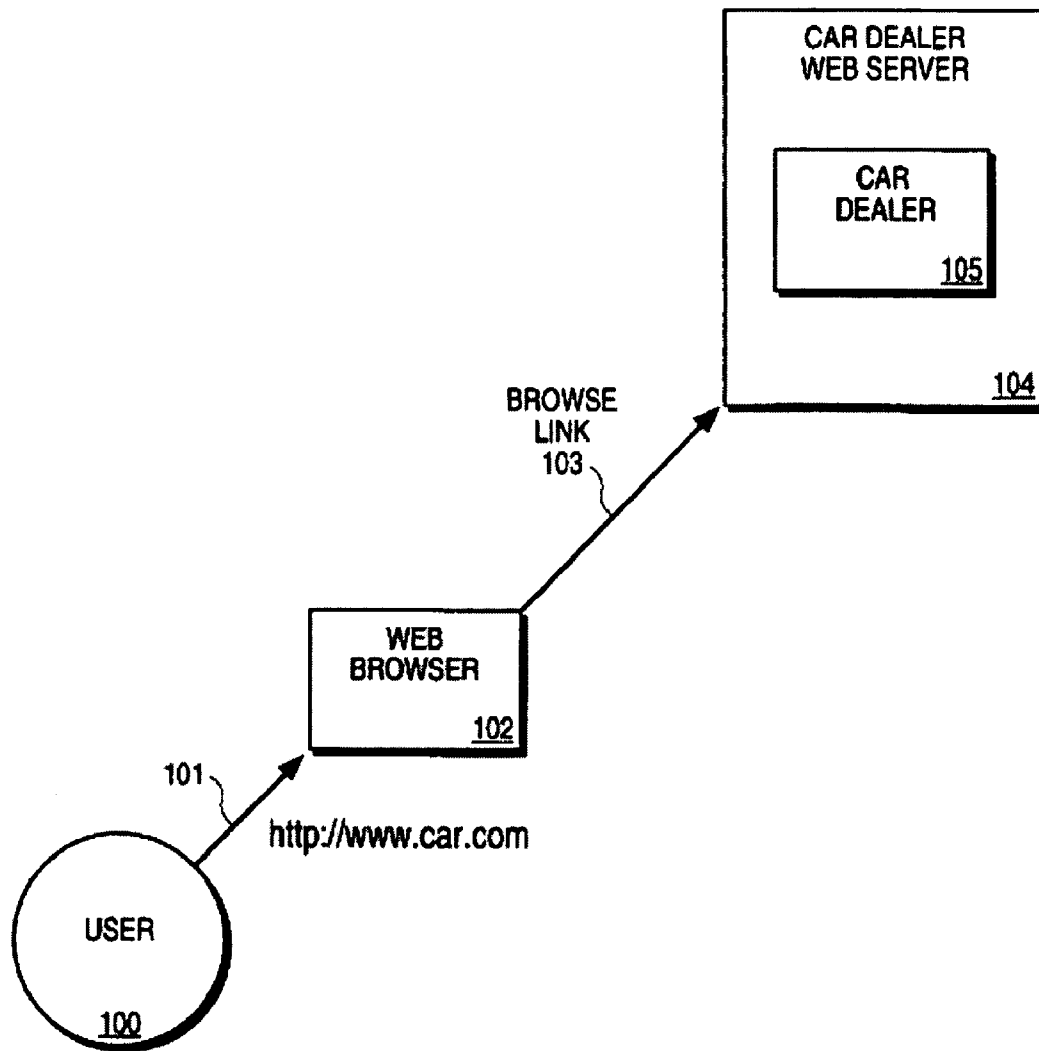 CAR DEALER
WEB SERVER
CAR
DEALER
105
104
BROWSE
LINK
103
WEB
BROWSER
102
101
http://www.car.com
USER
100